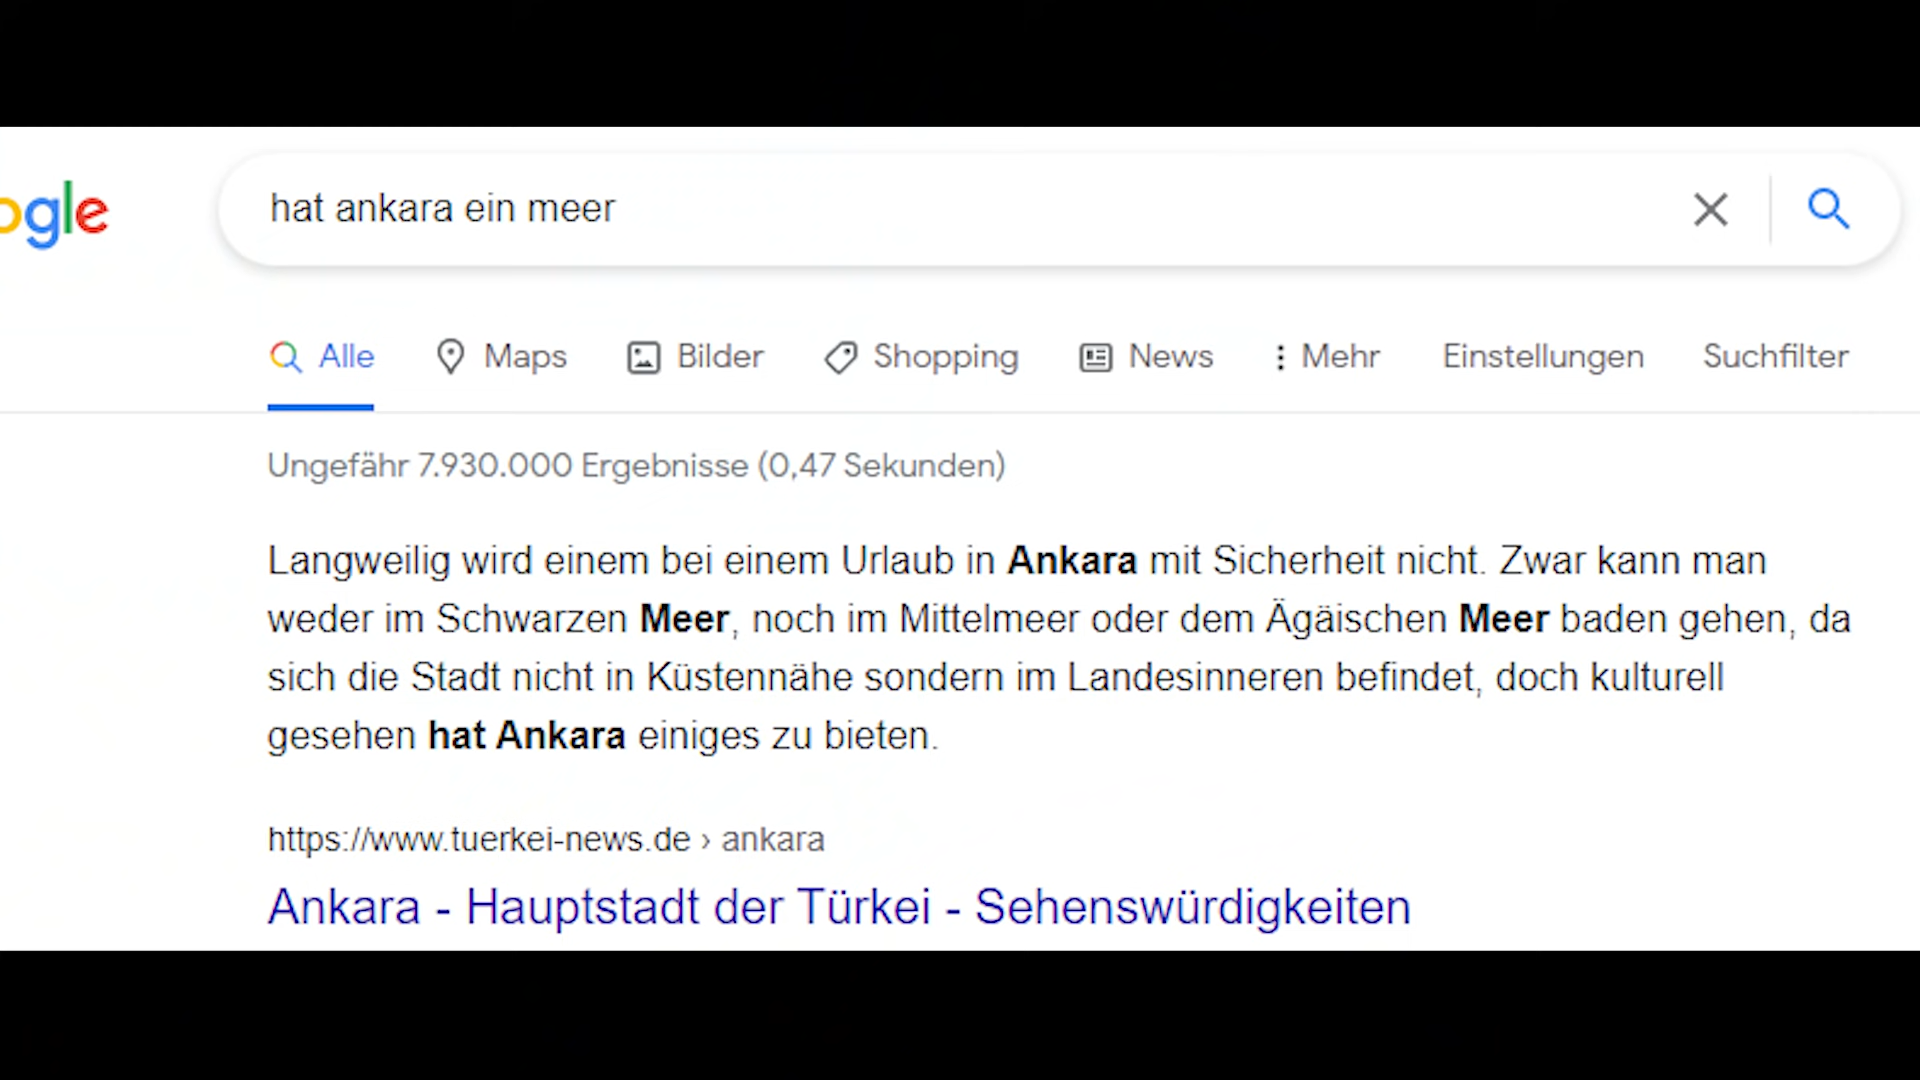 ogle
hat ankara ein meer
Alle Maps Bilder Shopping News Mehr Einstellungen Suchfilter
Ungefähr 7.930.000 Ergebnisse (0,47 Sekunden)
Langweilig wird einem bei einem Urlaub in Ankara mit Sicherheit nicht. Zwar kann man
weder im Schwarzen Meer, noch im Mittelmeer oder dem Ägäischen Meer baden gehen, da
sich die Stadt nicht in Küstennähe sondern im Landesinneren befindet, doch kulturell
gesehen hat Ankara einiges zu bieten.
https://www.tuerkei-news.de › ankara
Ankara - Hauptstadt der Türkei - Sehenswürdigkeiten